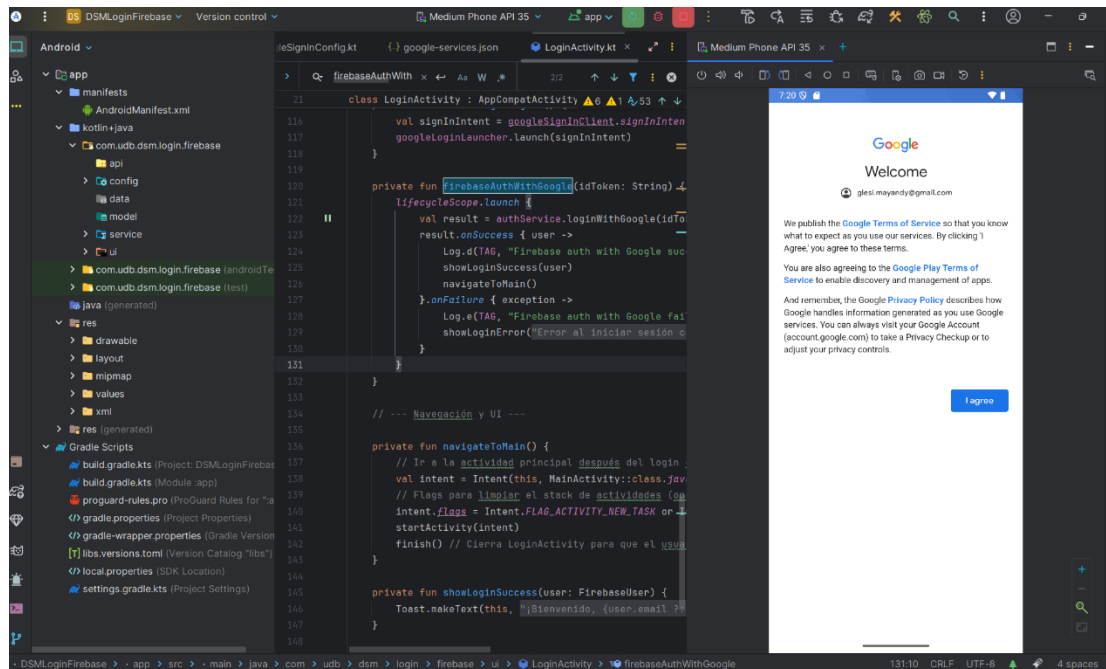 DS DSMLoginFirebase Version control
Medium Phone API 35
app
Android
app
manifests
AndroidManifest.xml
kotlin+java
com.udb.dsm.login.firebase
api
config
data
model
service
ui
com.udb.dsm.login.firebase (androidTe
com.udb.dsm.login.firebase (test)
java (generated)
res
drawable
layout
mipmap
values
xml
res (generated)
Gradle Scripts
build.gradle.kts (Project: DSMLoginFirebas
build.gradle.kts (Module :app)
proguard-rules.pro (ProGuard Rules for ":a
gradle.properties (Project Properties)
gradle-wrapper.properties (Gradle Version
libs.versions.toml (Version Catalog "libs")
local.properties (SDK Location)
settings.gradle.kts (Project Settings)
leSignInConfig.kt
google-services.json
LoginActivity.kt
firebaseAuthWith
Aa W .*
2/2
21 class LoginActivity : AppCompatActivity
6 1 53
116 val signInIntent = googleSignInClient.signInInten
117 googleLoginLauncher.launch(signInIntent)
118 }
119
120 private fun firebaseAuthWithGoogle(idToken: String)
121 lifecycleScope.launch {
122 val result = authService.loginWithGoogle(idTo
123 result.onSuccess { user ->
124 Log.d(TAG, "Firebase auth with Google suc
125 showLoginSuccess(user)
126 navigateToMain()
127 }.onFailure { exception ->
128 Log.e(TAG, "Firebase auth with Google fai
129 showLoginError("Error al iniciar sesión c
130 }
131 }
132 }
133
134 // --- Navegación y UI ---
135
136 private fun navigateToMain() {
137 // Ir a la actividad principal después del login
138 val intent = Intent(this, MainActivity::class.jav
139 // Flags para limpiar el stack de actividades (op
140 intent.flags = Intent.FLAG_ACTIVITY_NEW_TASK or
141 startActivity(intent)
142 finish() // Cierra LoginActivity para que el usua
143 }
144
145 private fun showLoginSuccess(user: FirebaseUser) {
146 Toast.makeText(this, "¡Bienvenido, {user.email ?
147 }
148
Medium Phone API 35
7:20
Google
Welcome
glesi.mayandy@gmail.com
We publish the Google Terms of Service so that you know
what to expect as you use our services. By clicking 'I
Agree,' you agree to these terms.
You are also agreeing to the Google Play Terms of
Service to enable discovery and management of apps.
And remember, the Google Privacy Policy describes how
Google handles information generated as you use Google
services. You can always visit your Google Account
(account.google.com) to take a Privacy Checkup or to
adjust your privacy controls.
I agree
DSMLoginFirebase > app > src > main > java > com > udb > dsm > login > firebase > ui > LoginActivity > firebaseAuthWithGoogle
131:10 CRLF UTF-8 4 spaces